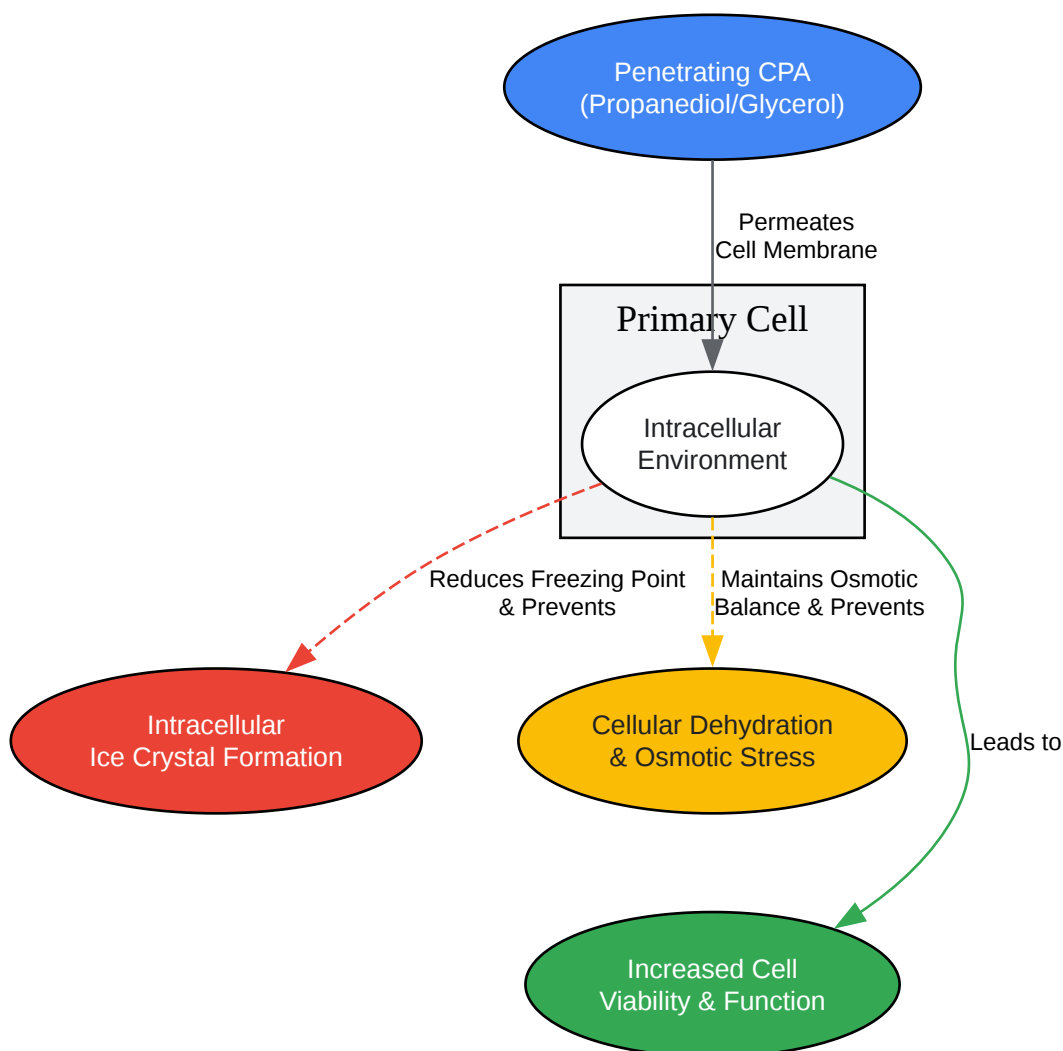 Penetrating CPA
(Propanediol/Glycerol)
Permeates
Cell Membrane
Primary Cell
Intracellular
Environment
Reduces Freezing Point
& Prevents
Maintains Osmotic
Balance & Prevents
Intracellular
Ice Crystal Formation
Cellular Dehydration
& Osmotic Stress
Leads to
Increased Cell
Viability & Function